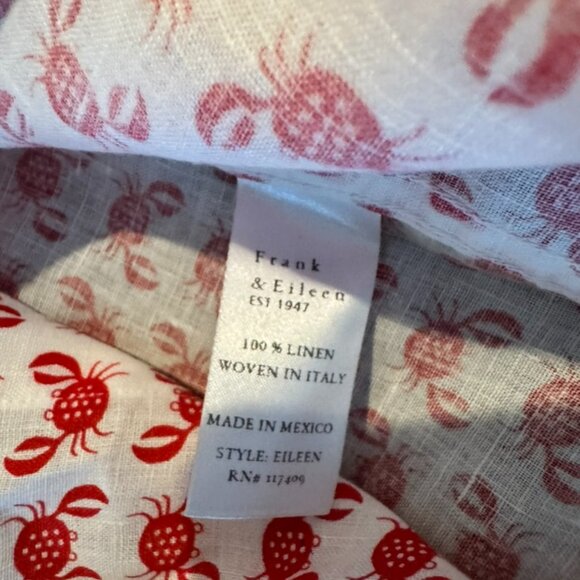 Frank
& Eileen
EST 1947
100 % LINEN
WOVEN IN ITALY
MADE IN MEXICO
STYLE: EILEEN
RN# 117409